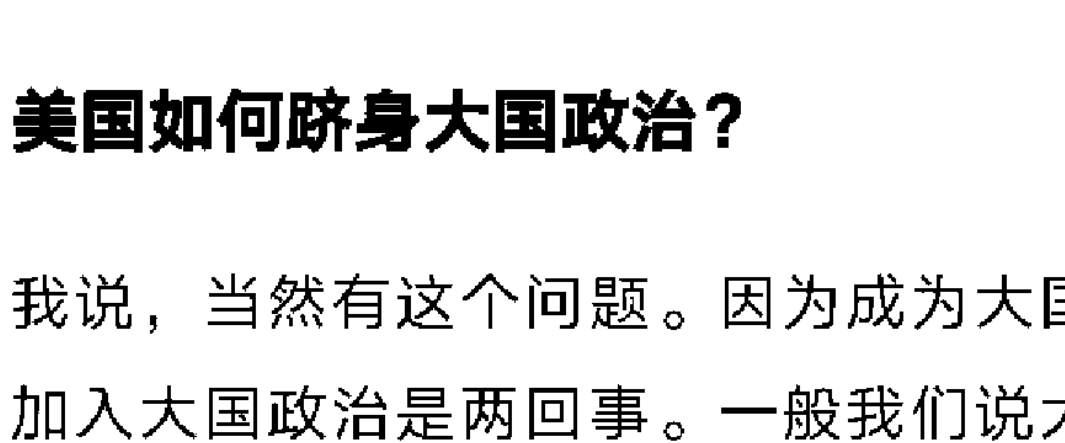 美国如何跻身大国政治?
我说，当然有这个问题。因为成为大国
加入大国政治是两回事。一般我们说